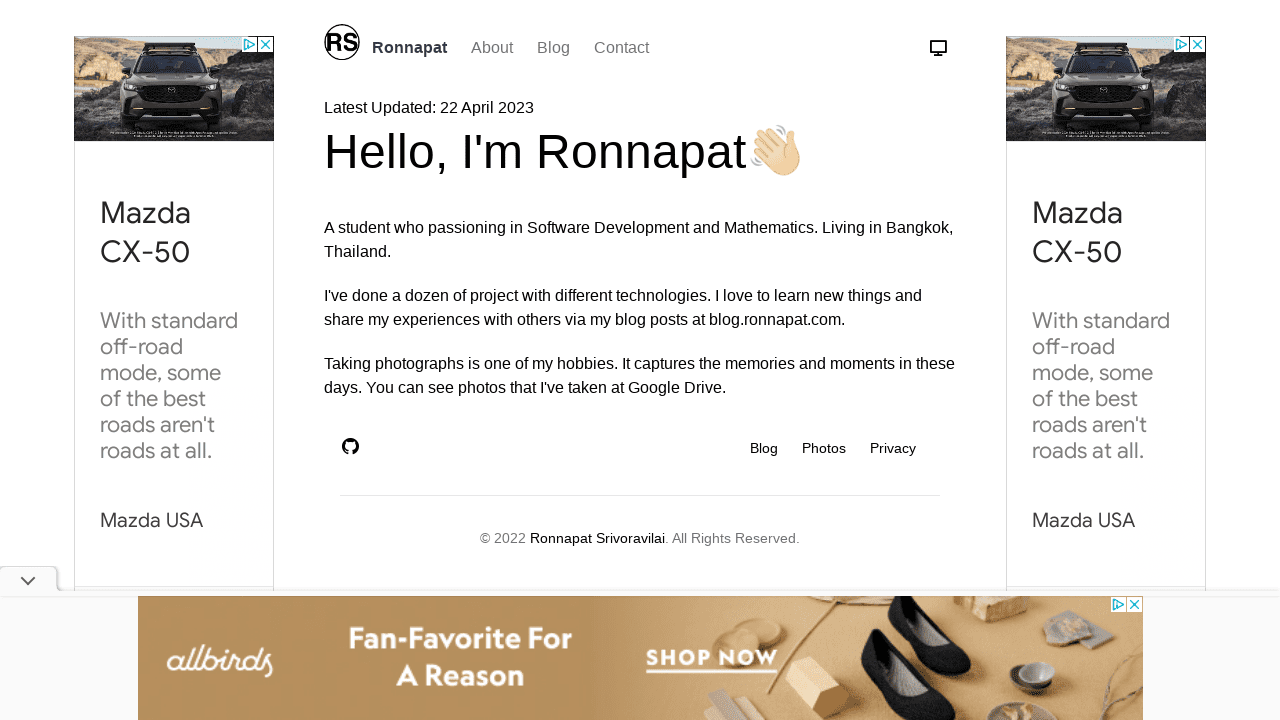 RS Ronnapat About Blog Contact
Latest Updated: 22 April 2023
Hello, I'm Ronnapat
A student who passioning in Software Development and Mathematics. Living in Bangkok,
Thailand.
I've done a dozen of project with different technologies. I love to learn new things and
share my experiences with others via my blog posts at blog.ronnapat.com.
Taking photographs is one of my hobbies. It captures the memories and moments in these
days. You can see photos that I've taken at Google Drive.
Blog Photos Privacy
© 2022 Ronnapat Srivoravilai. All Rights Reserved.
Mazda
CX-50
With standard
off-road
mode, some
of the best
roads aren't
roads at all.
Mazda USA
Mazda
CX-50
With standard
off-road
mode, some
of the best
roads aren't
roads at all.
Mazda USA
allbirds
Fan-Favorite For
A Reason
SHOP NOW